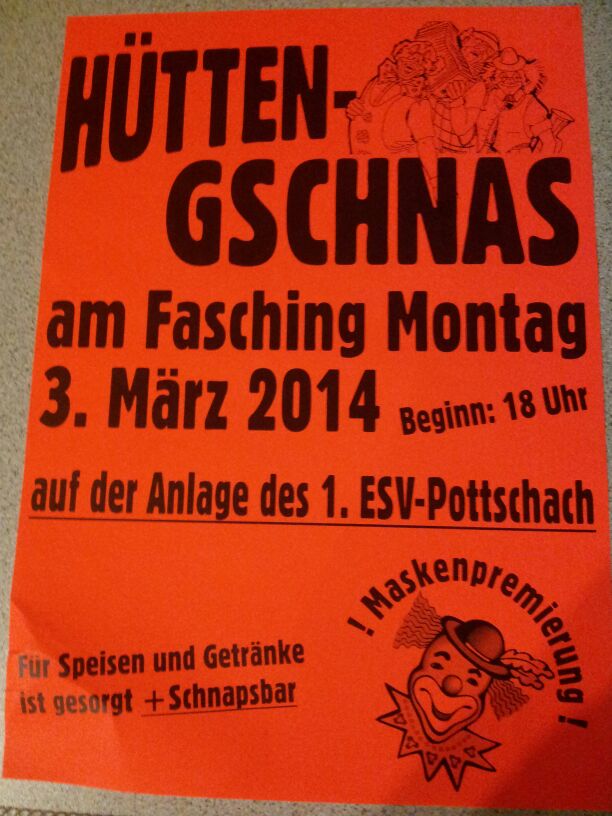 HÜTTEN-
GSCHNAS
am Fasching Montag
3. März 2014 Beginn: 18 Uhr
auf der Anlage des 1. ESV-Pottschach
! Maskenpremierung !
Für Speisen und Getränke
ist gesorgt + Schnapsbar